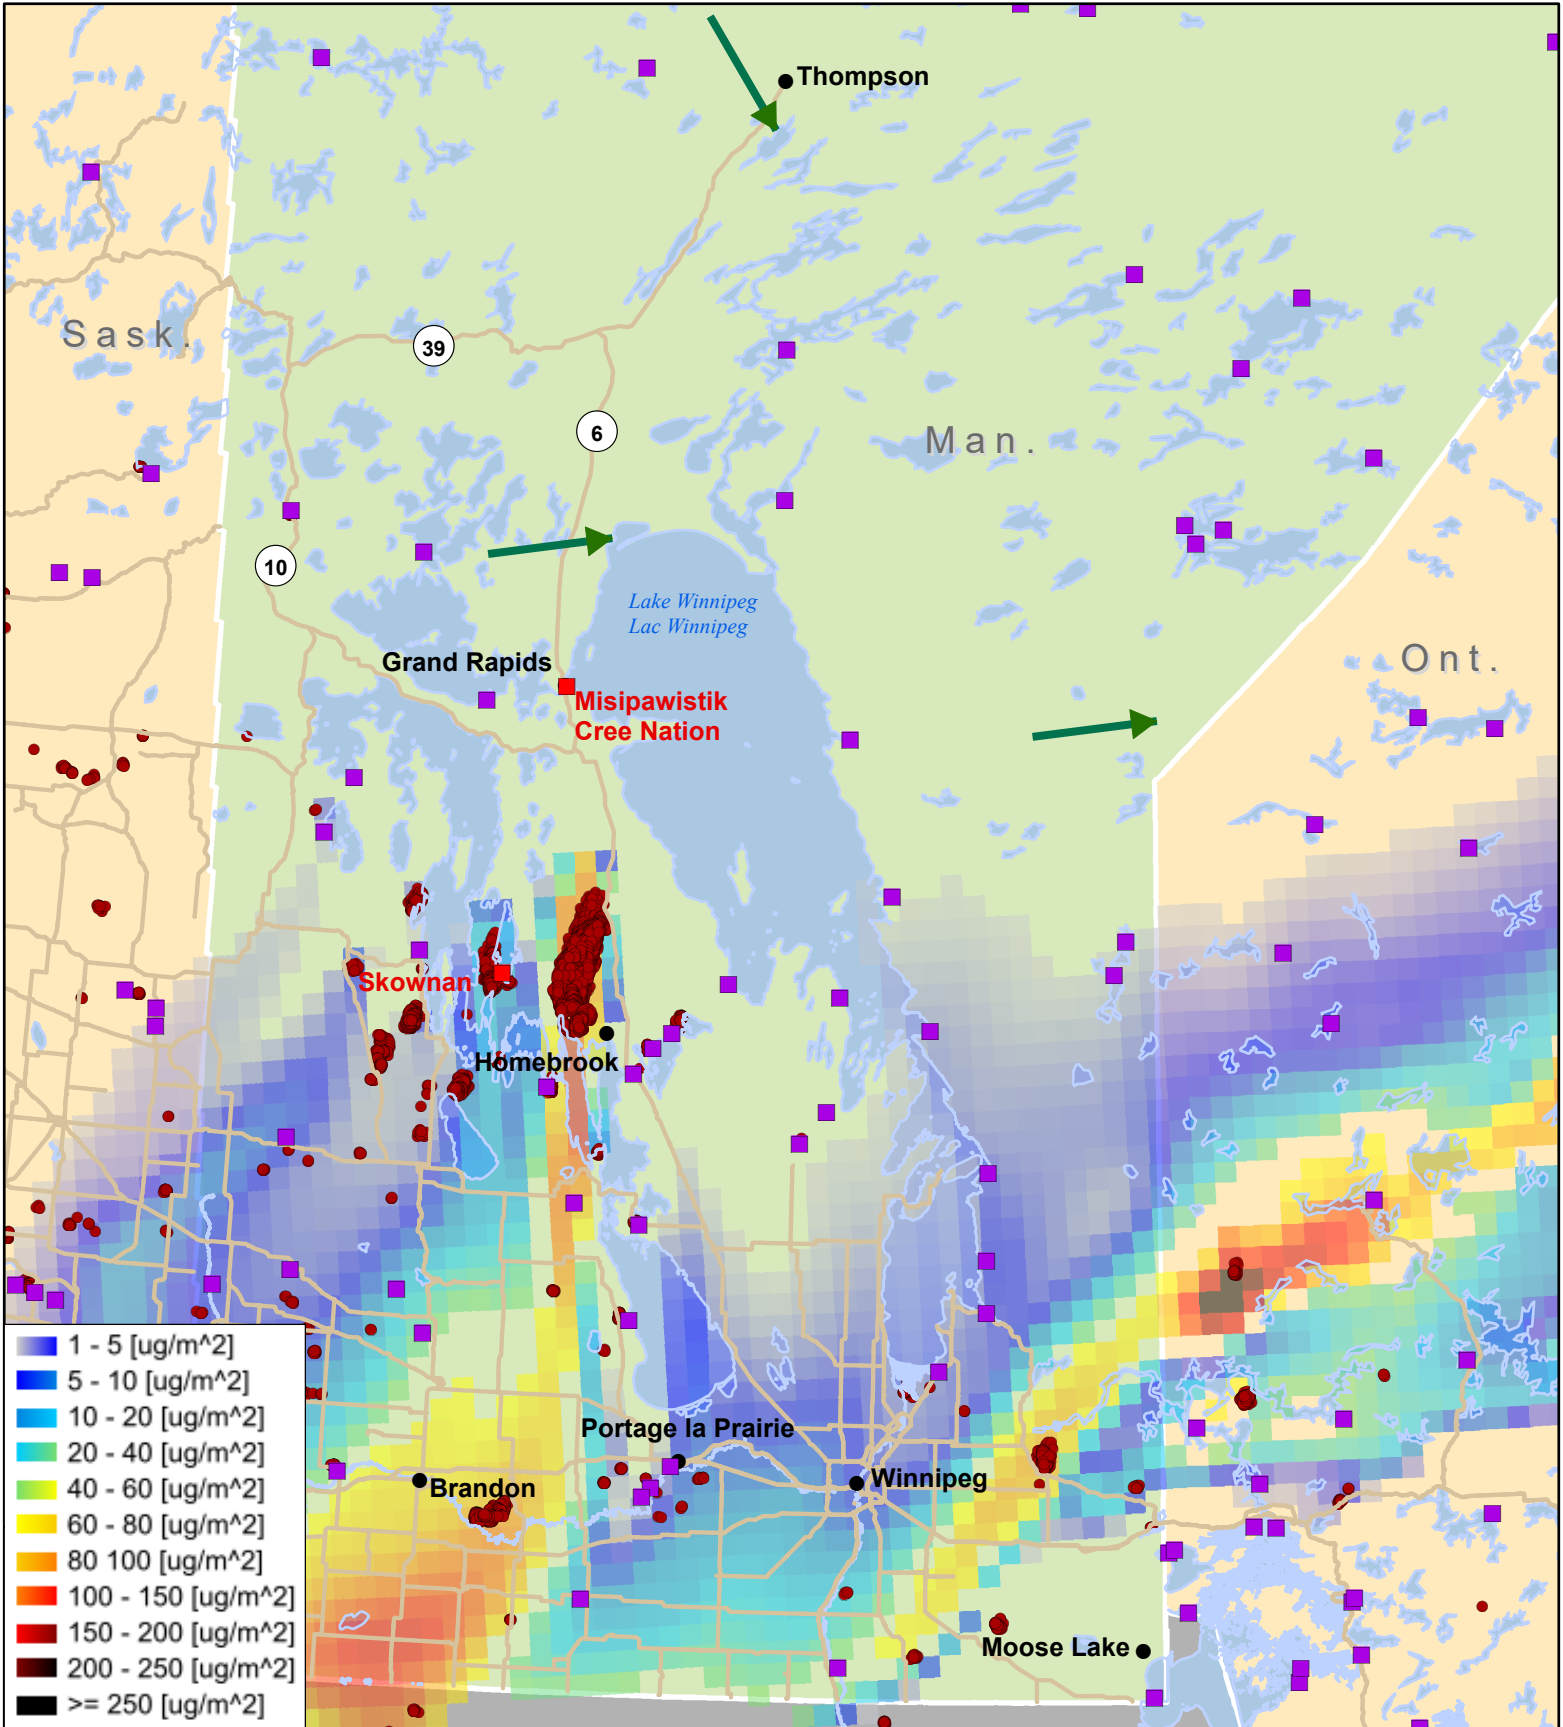 Thompson
Sask.
39
6
Man.
10
Lake Winnipeg
Lac Winnipeg
Grand Rapids
Ont.
Misipawistik
Cree Nation
Skownan
Homebrook
1 - 5 [ug/m^2]
5 - 10 [ug/m^2]
10 - 20 [ug/m^2]
20 - 40 [ug/m^2]
40 - 60 [ug/m^2]
60 - 80 [ug/m^2]
80 100 [ug/m^2]
100 - 150 [ug/m^2]
150 - 200 [ug/m^2]
200 - 250 [ug/m^2]
>= 250 [ug/m^2]
Portage la Prairie
Brandon
Winnipeg
Moose Lake